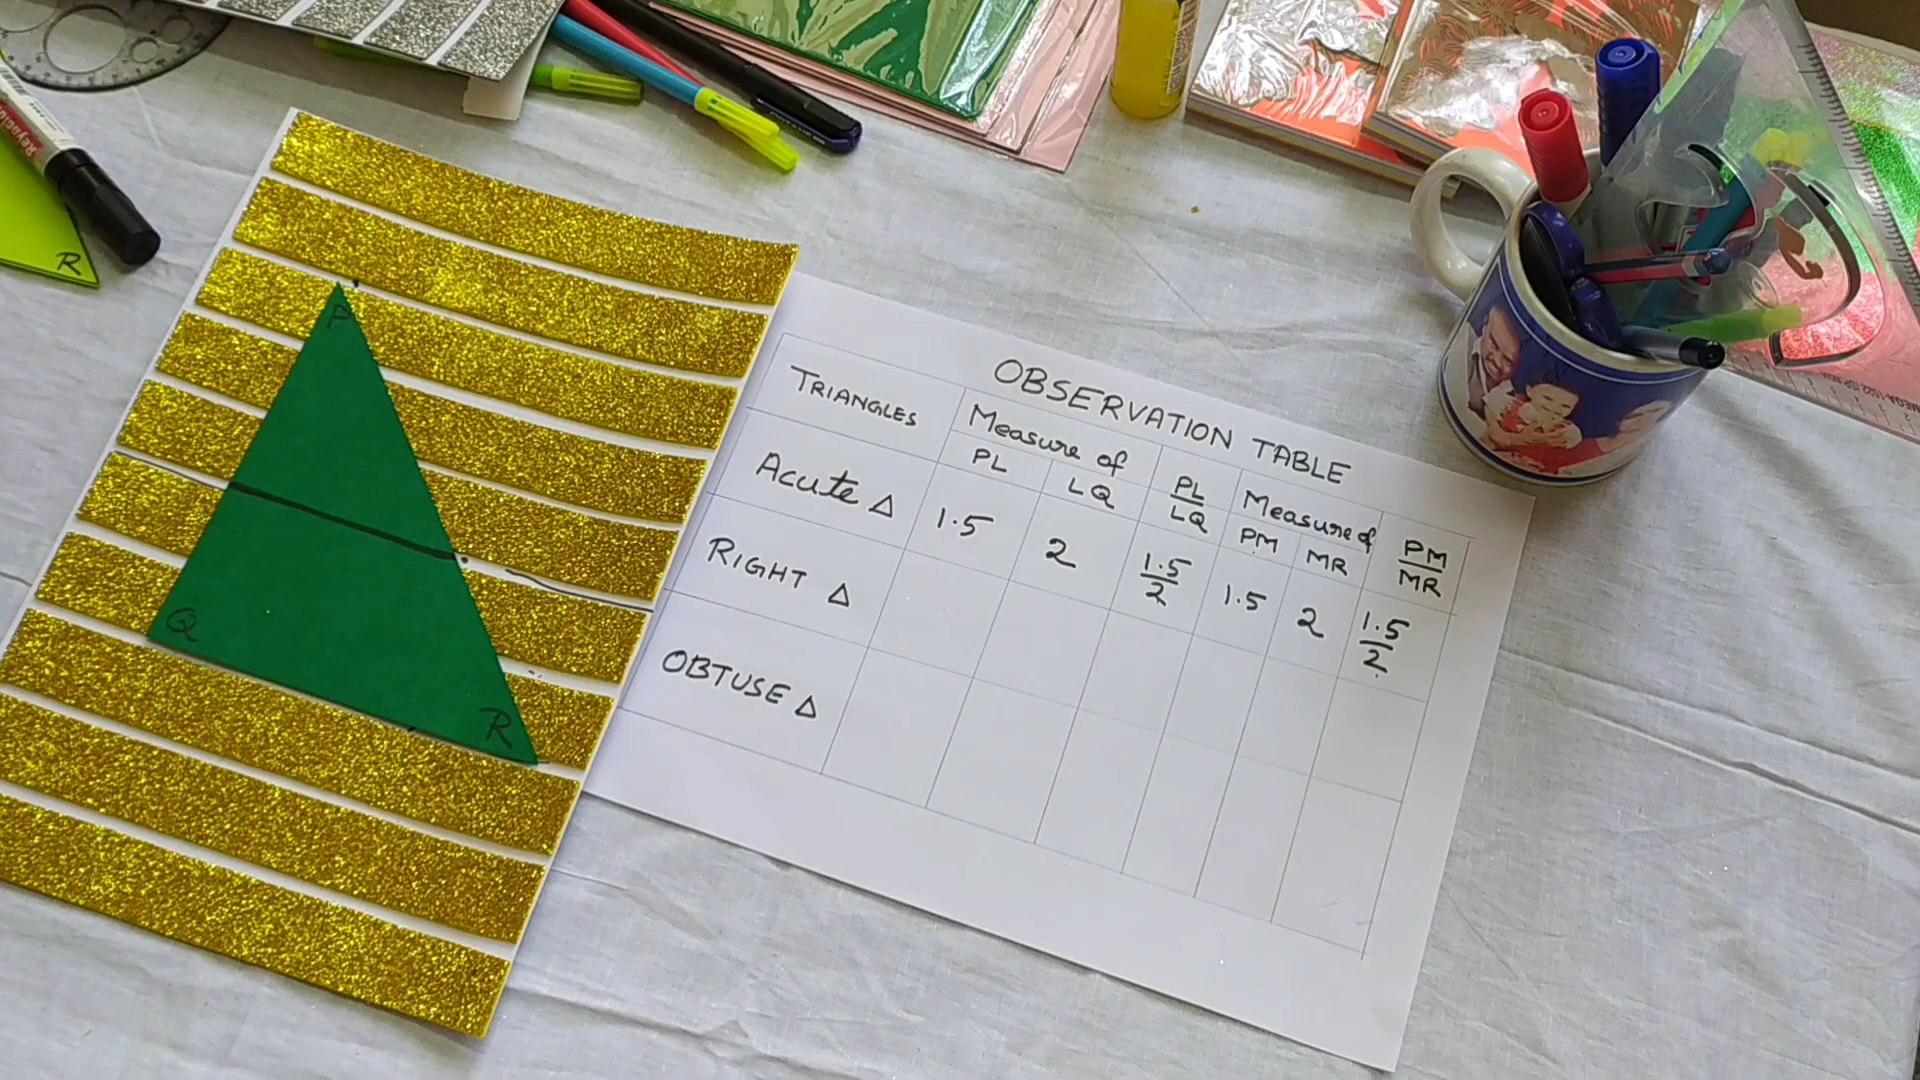 R
P
Q
R
OBSERVATION TABLE
TRIANGLES
Measure of
PL
LQ
PL
LQ
Measure of
PM
MR
PM
MR
Acute Δ
1.5
2
1.5
2
1.5
2
1.5
2
RIGHT Δ
OBTUSE Δ